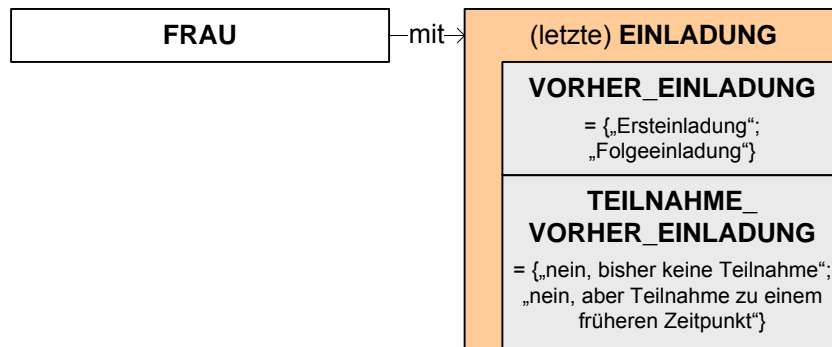 FRAU
mit
(letzte) EINLADUNG
VORHER_EINLADUNG
= {„Ersteinladung“;
„Folgeeinladung“}
TEILNAHME_
VORHER_EINLADUNG
= {„nein, bisher keine Teilnahme“;
„nein, aber Teilnahme zu einem
früheren Zeitpunkt“}